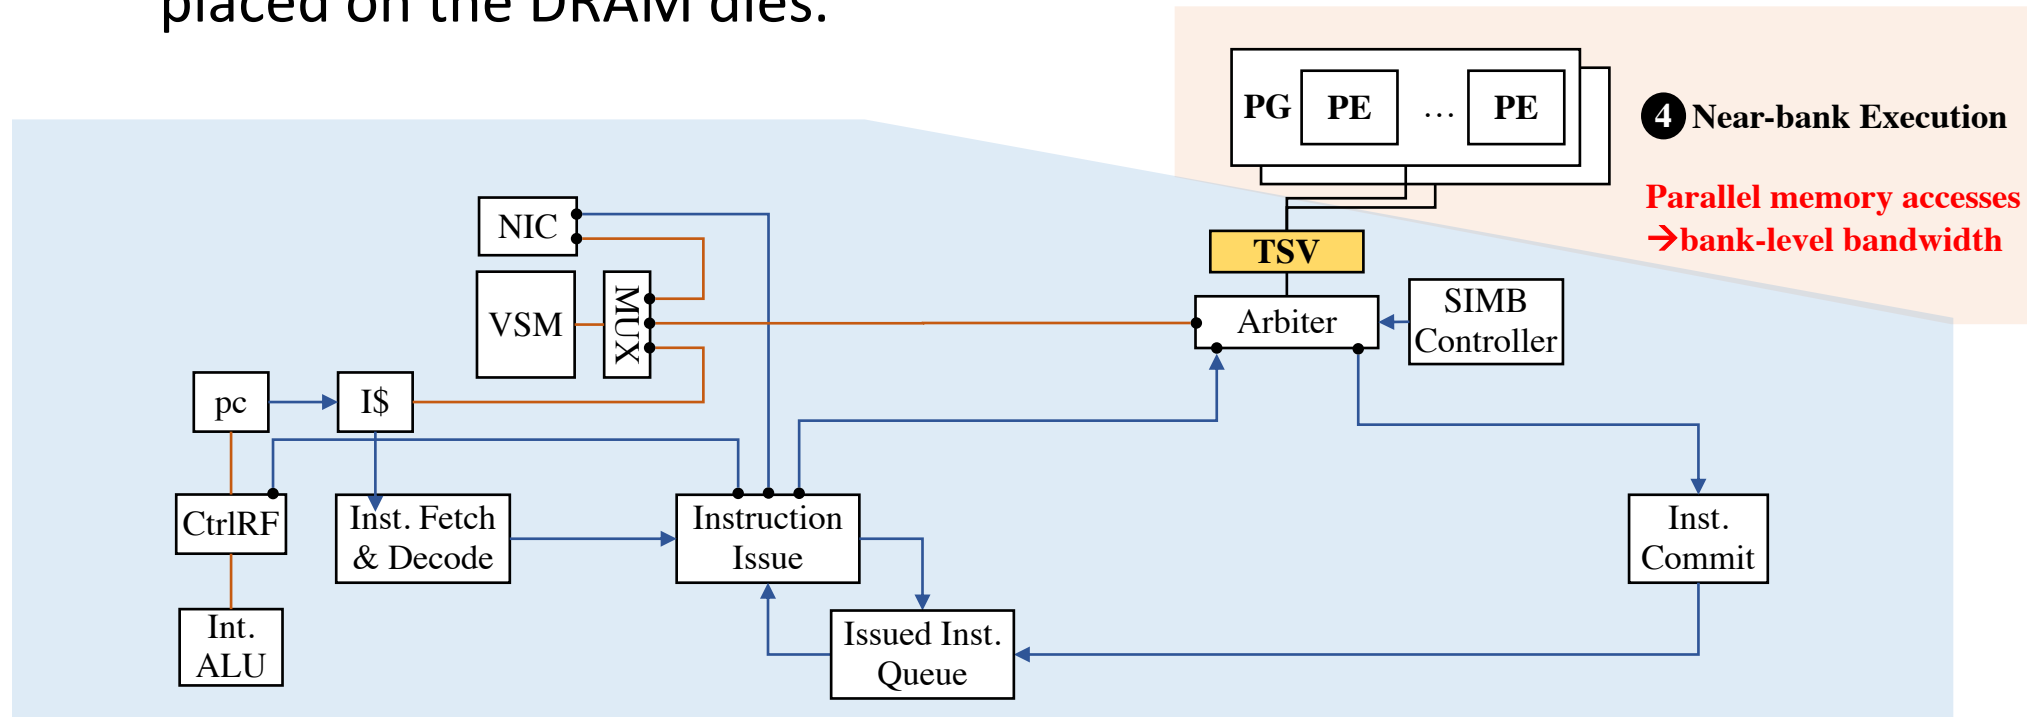 placed on the DRAM dies.
PG PE … PE
4 Near-bank Execution
Parallel memory accesses
→bank-level bandwidth
NIC
TSV
VSM
MUX
Arbiter
SIMB
Controller
pc
I$
CtrlRF
Inst. Fetch
& Decode
Instruction
Issue
Inst.
Commit
Int.
ALU
Issued Inst.
Queue